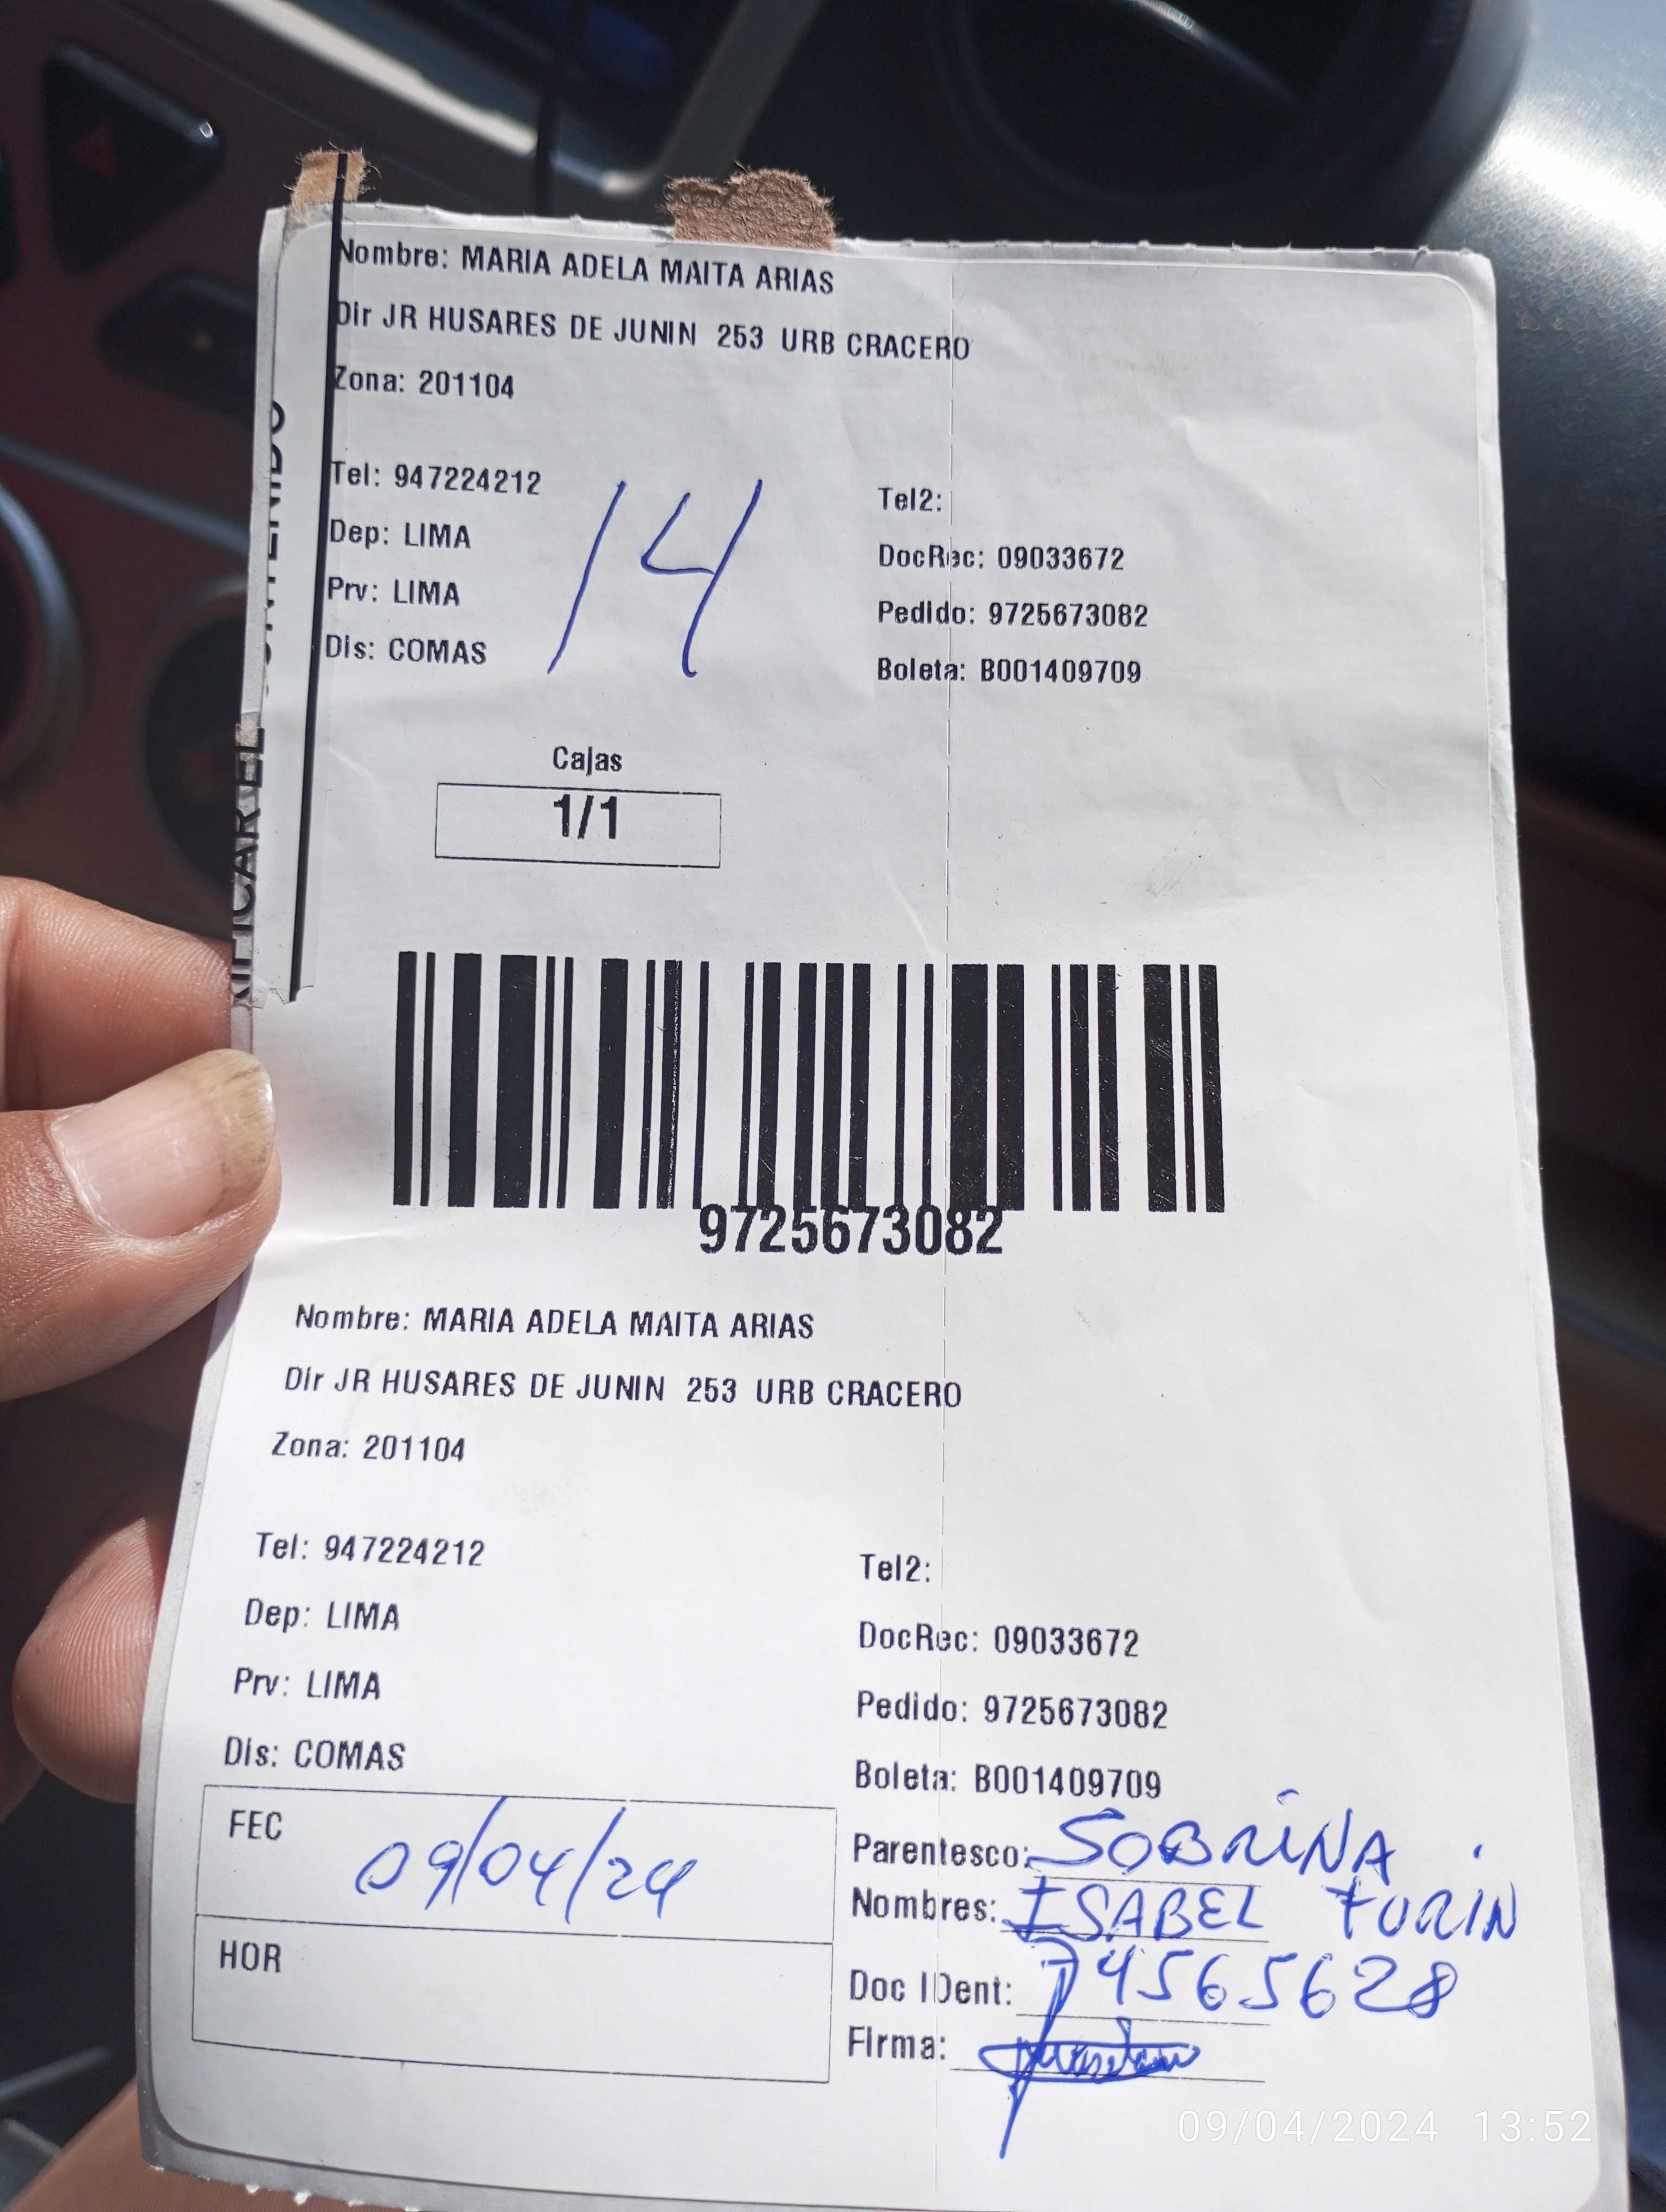 Nombre: MARIA ADELA MAITA ARIAS
Dir JR HUSARES DE JUNIN 253 URB CRACERO
Zona: 201104
Tel: 947224212
Tel2:
14
Dep: LIMA
DocRec: 09033672
Prv: LIMA
Pedido: 9725673082
Dis: COMAS
Boleta: B001409709
Cajas
1/1
9725673082
Nombre: MARIA ADELA MAITA ARIAS
Dir JR HUSARES DE JUNIN 253 URB CRACERO
Zona: 201104
Tel: 947224212
Tel2:
Dep: LIMA
DocRec: 09033672
Prv: LIMA
Pedido: 9725673082
Dis: COMAS
Boleta: B001409709
FEC 09/04/24
Parentesco: SOBRINA
Nombres: ISABEL TURIN
HOR
Doc IDent: 74565628
Firma:
09/04/2024 13:52